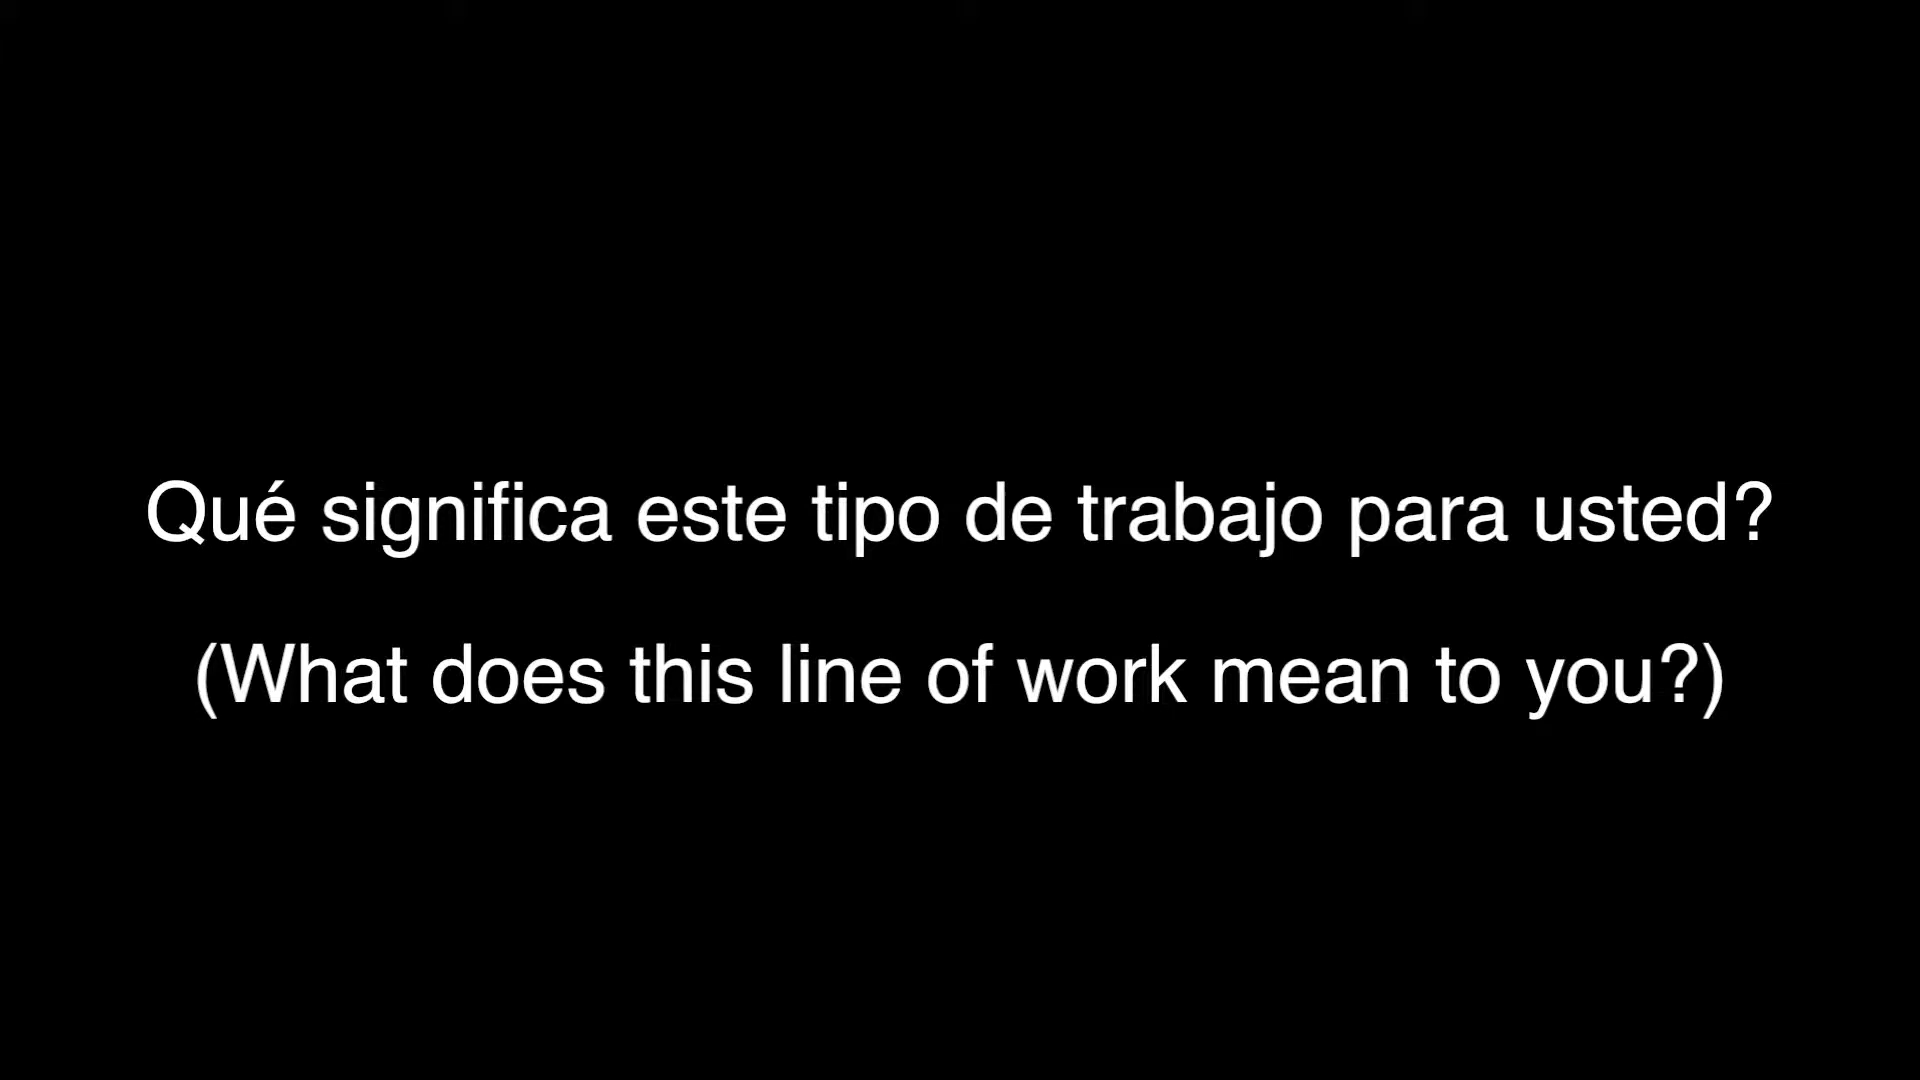 Qué significa este tipo de trabajo para usted?
(What does this line of work mean to you?)